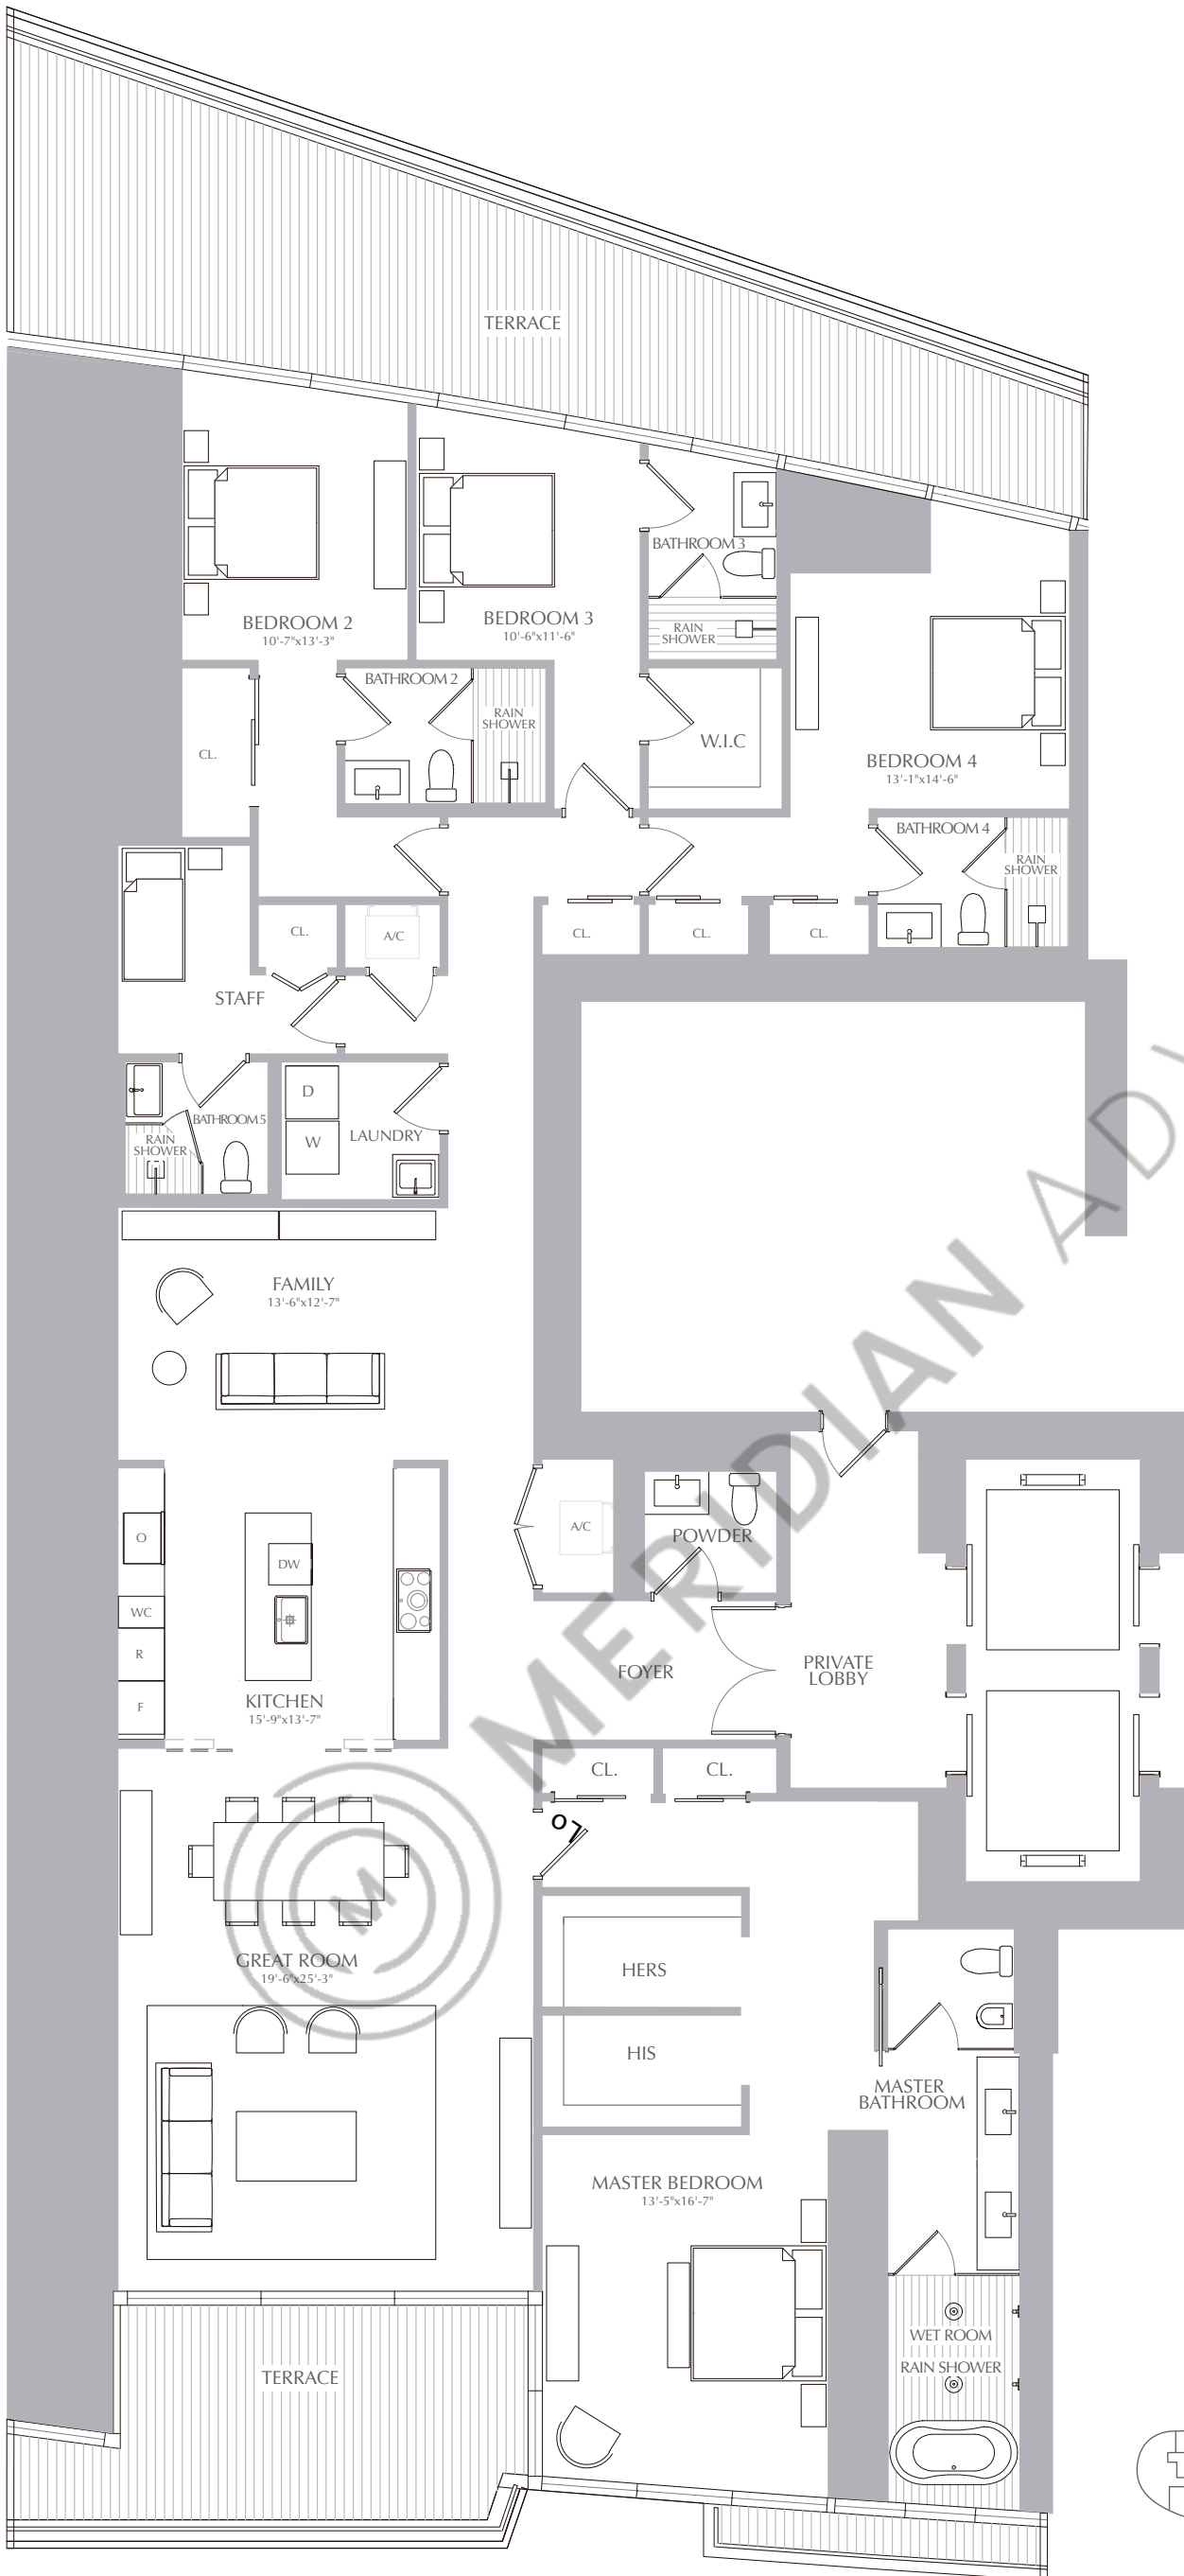 TERRACE
BEDROOM 2
10'-7"x13'-3"
BEDROOM 3
10'-6"x11'-6"
BATHROOM 3
RAIN
SHOWER
BATHROOM 2
RAIN
SHOWER
CL.
W.I.C
BEDROOM 4
13'-1"x14'-6"
BATHROOM 4
RAIN
SHOWER
CL.
A/C
CL.
CL.
CL.
STAFF
D
W
LAUNDRY
BATHROOM 5
RAIN
SHOWER
FAMILY
13'-6"x12'-7"
O
DW
WC
R
F
KITCHEN
15'-9"x13'-7"
A/C
POWDER
FOYER
PRIVATE
LOBBY
CL.
CL.
GREAT ROOM
19'-6"x25'-3"
HERS
HIS
MASTER
BATHROOM
MASTER BEDROOM
13'-5"x16'-7"
WET ROOM
RAIN SHOWER
TERRACE
M MERIDIAN AD